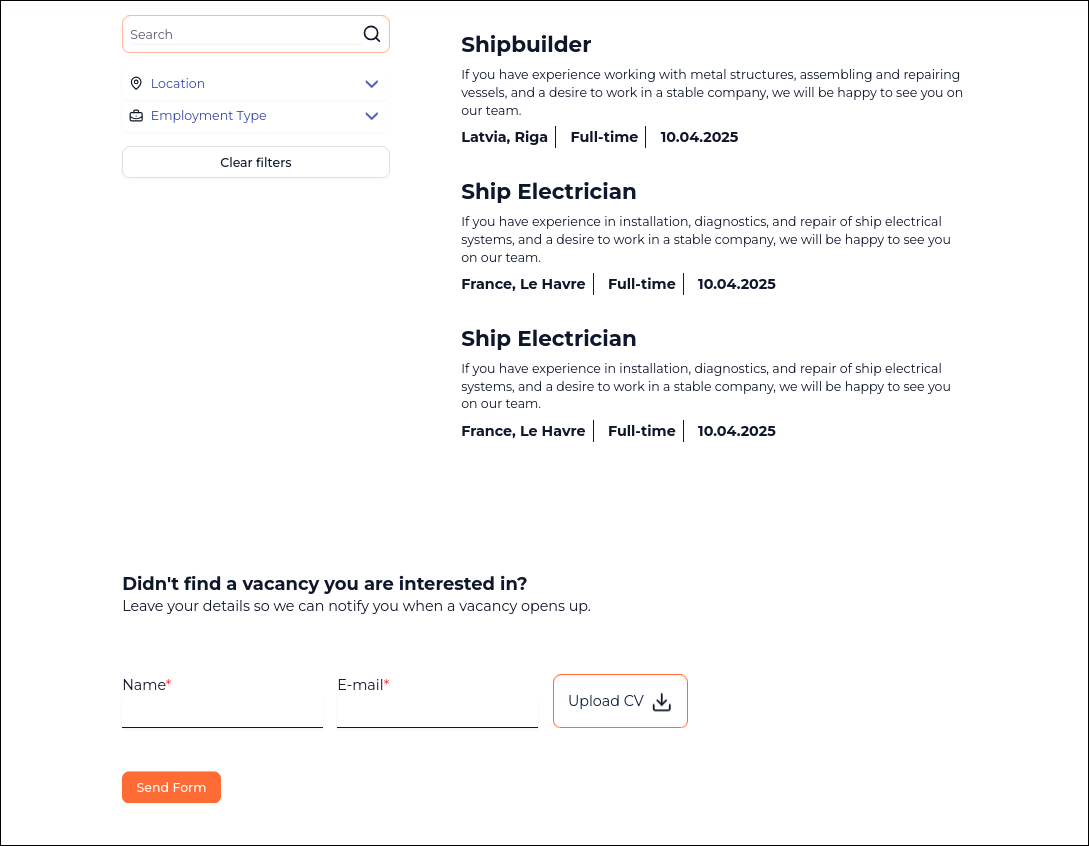 Search
Location
Employment Type
Clear filters
Shipbuilder
If you have experience working with metal structures, assembling and repairing
vessels, and a desire to work in a stable company, we will be happy to see you on
our team.
Latvia, Riga Full-time 10.04.2025
Ship Electrician
If you have experience in installation, diagnostics, and repair of ship electrical
systems, and a desire to work in a stable company, we will be happy to see you
on our team.
France, Le Havre Full-time 10.04.2025
Ship Electrician
If you have experience in installation, diagnostics, and repair of ship electrical
systems, and a desire to work in a stable company, we will be happy to see you
on our team.
France, Le Havre Full-time 10.04.2025
Didn't find a vacancy you are interested in?
Leave your details so we can notify you when a vacancy opens up.
Name* E-mail* Upload CV
Send Form